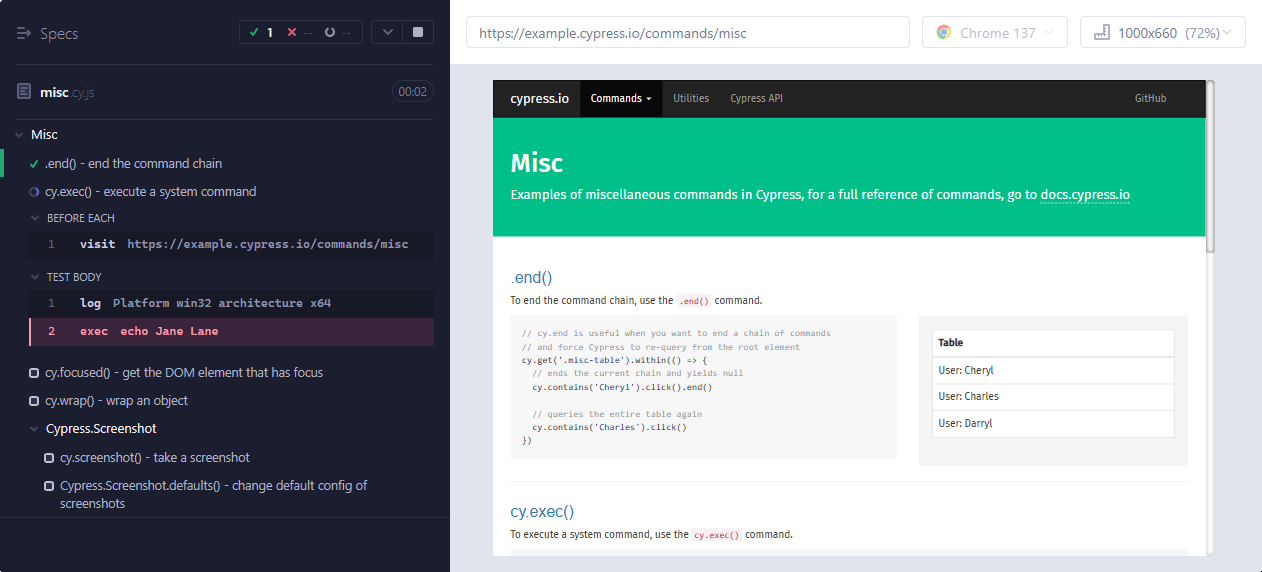 Specs
1
--
--
misc.cy.js
00:02
Misc
.end() - end the command chain
cy.exec() - execute a system command
BEFORE EACH
1 visit https://example.cypress.io/commands/misc
TEST BODY
1 log Platform win32 architecture x64
2 exec echo Jane Lane
cy.focused() - get the DOM element that has focus
cy.wrap() - wrap an object
Cypress.Screenshot
cy.screenshot() - take a screenshot
Cypress.Screenshot.defaults() - change default config of
screenshots
https://example.cypress.io/commands/misc
Chrome 137
1000x660 (72%)
cypress.io Commands Utilities Cypress API GitHub
Misc
Examples of miscellaneous commands in Cypress, for a full reference of commands, go to docs.cypress.io
.end()
To end the command chain, use the .end() command.
// cy.end is useful when you want to end a chain of commands
// and force Cypress to re-query from the root element
cy.get('.misc-table').within(() => {
// ends the current chain and yields null
cy.contains('Cheryl').click().end()
// queries the entire table again
cy.contains('Charles').click()
})
Table
User: Cheryl
User: Charles
User: Darryl
cy.exec()
To execute a system command, use the cy.exec() command.